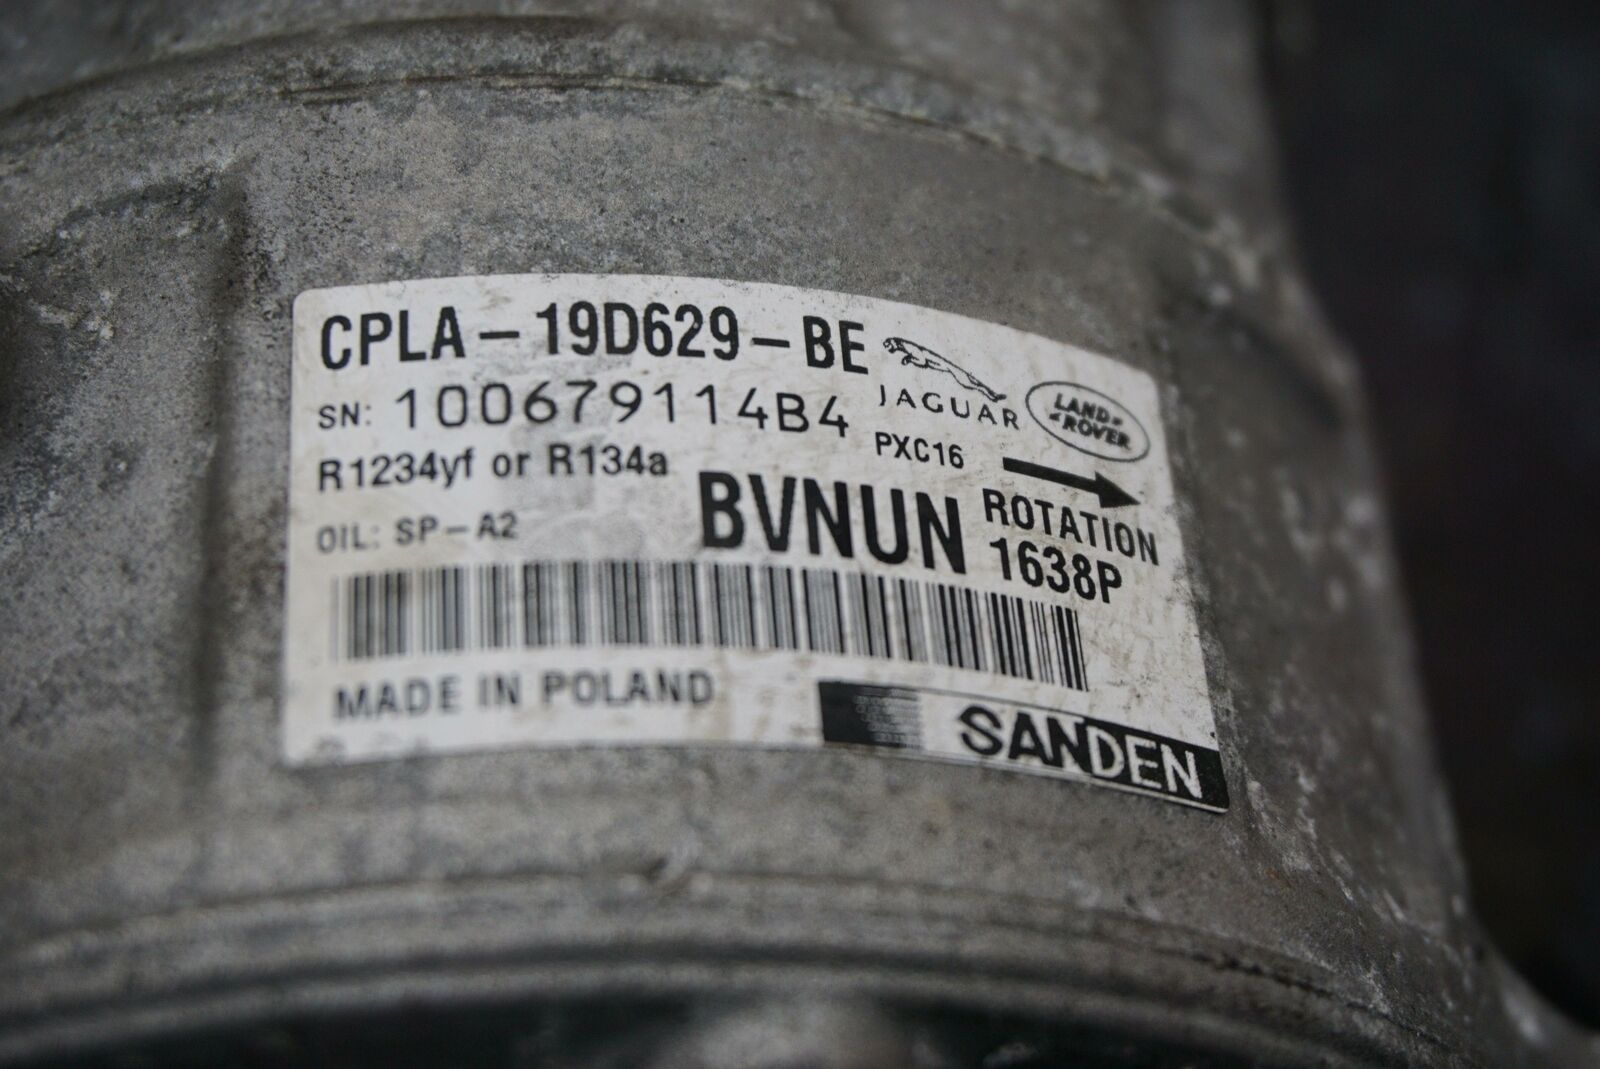 CPLA-19D629-BE
JAGUAR
LAND-
-ROVER
SN: 100679114B4
PXC16
R1234yf or R134a
BVNUN
ROTATION
OIL: SP-A2
1638P
MADE IN POLAND
SANDEN